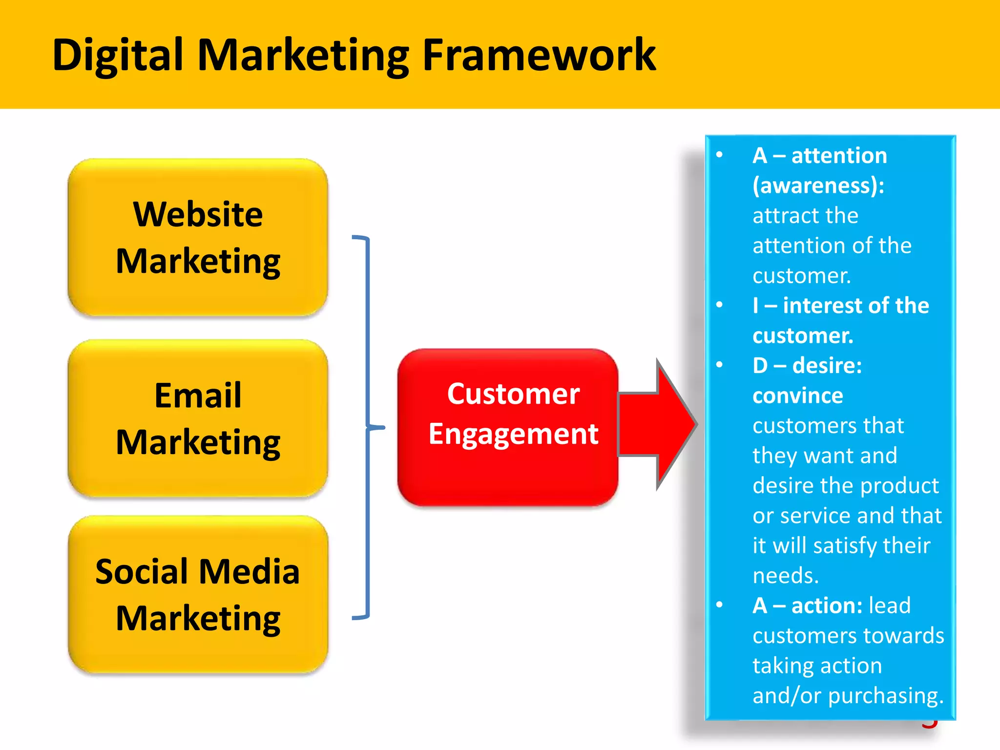 Digital Marketing Framework
Website
Marketing
Email
Marketing
Social Media
Marketing
Customer
Engagement
• A – attention
(awareness):
attract the
attention of the
customer.
• I – interest of the
customer.
• D – desire:
convince
customers that
they want and
desire the product
or service and that
it will satisfy their
needs.
• A – action: lead
customers towards
taking action
and/or purchasing.